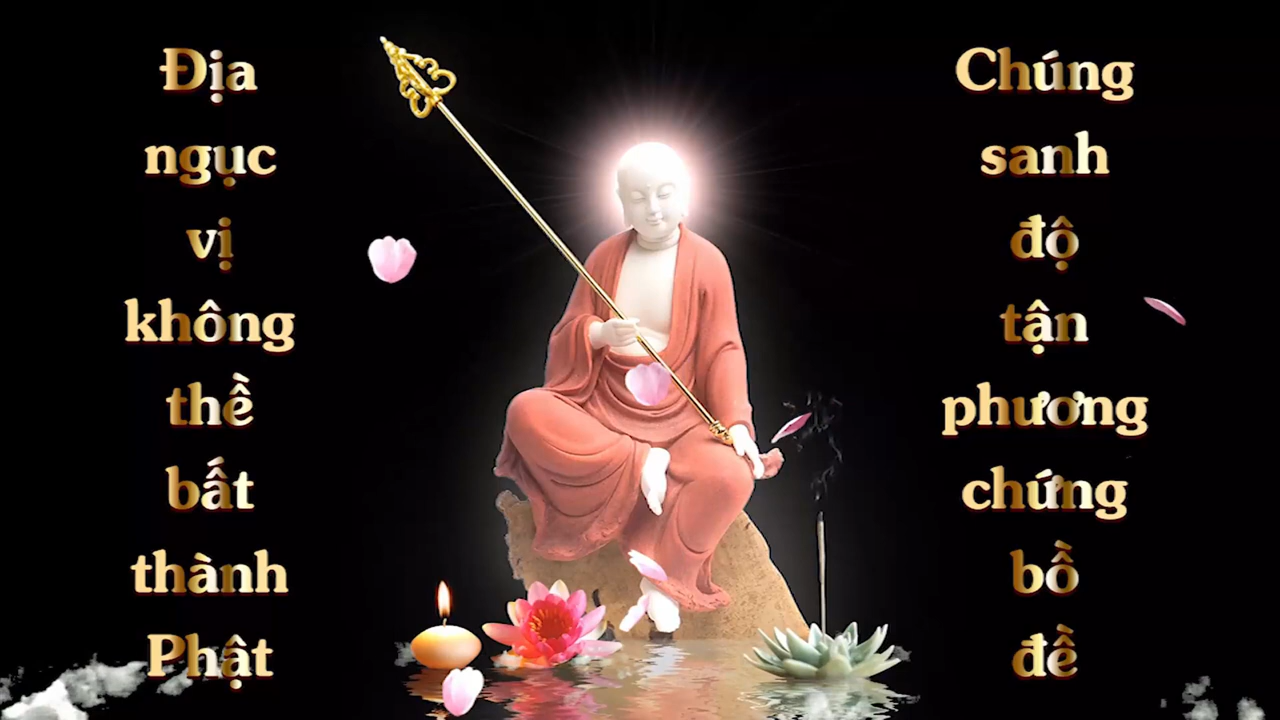 Địa
ngục
vị
không
thề
bất
thành
Phật
Chúng
sanh
độ
tận
phương
chứng
bồ
đề